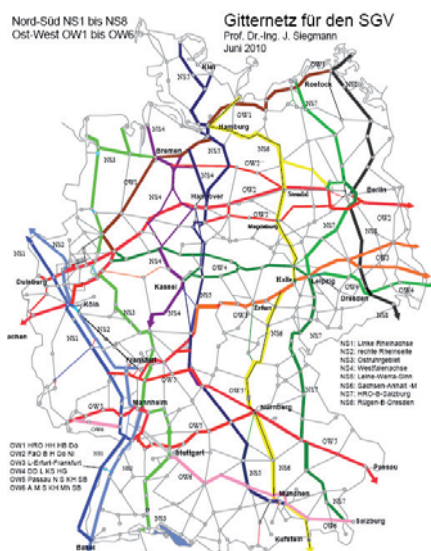 Nord-Süd NS1 bis NS8
Ost-West OW1 bis OW6
Gitternetz für den SGV
Prof. Dr.-Ing. J. Siegmann
Juni 2010
Kiel
Rostock
Hamburg
Bremen
Hannover
Stendal
Berlin
Magdeburg
Duisburg
Kassel
Halle
Leipzig
Köln
Erfurt
Dresden
achen
Frankfurt
Mannheim
Nürnberg
Stuttgart
Passau
München
Salzburg
Basel
Kufstein
NS1: Linke Rheinachse
NS2: rechte Rheinseite
NS3: Ostruhrgebiet
NS4: Westfalenachse
NS5: Leine-Werra-Sinn
NS6: Sachsen-Anhalt -M
NS7: HRO-B-Salzburg
NS8: Rügen-B-Dresden
OW1 HRO HH HB Do
OW2 FaO B H Do Ni
OW3 L-Erfurt-Frankfurt
OW4 DD L KS HG
OW5 Passau N S KH SB
OW6 A M S KH Mn SB